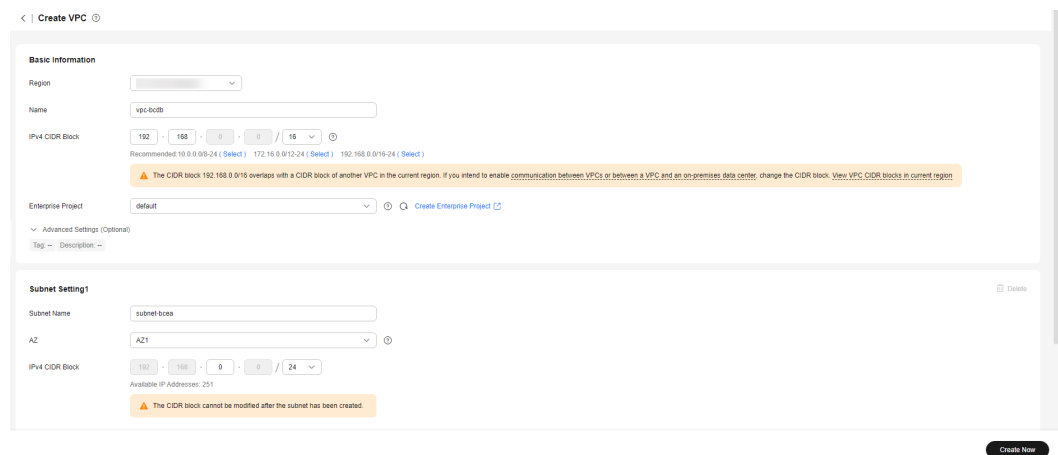 < | Create VPC ?
Basic Information
Region
Name vpc-bcdb
IPv4 CIDR Block 192 · 168 · 0 · 0 / 16 ?
Recommended:10.0.0.0/8-24 ( Select ) 172.16.0.0/12-24 ( Select ) 192.168.0.0/16-24 ( Select )
The CIDR block 192.168.0.0/16 overlaps with a CIDR block of another VPC in the current region. If you intend to enable communication between VPCs or between a VPC and an on-premises data center, change the CIDR block. View VPC CIDR blocks in current region
Enterprise Project default ? Create Enterprise Project
Advanced Settings (Optional)
Tag: -- Description: --
Subnet Setting1 Delete
Subnet Name subnet-bcea
AZ AZ1 ?
IPv4 CIDR Block 192 · 168 · 0 · 0 / 24
Available IP Addresses: 251
The CIDR block cannot be modified after the subnet has been created.
Create Now